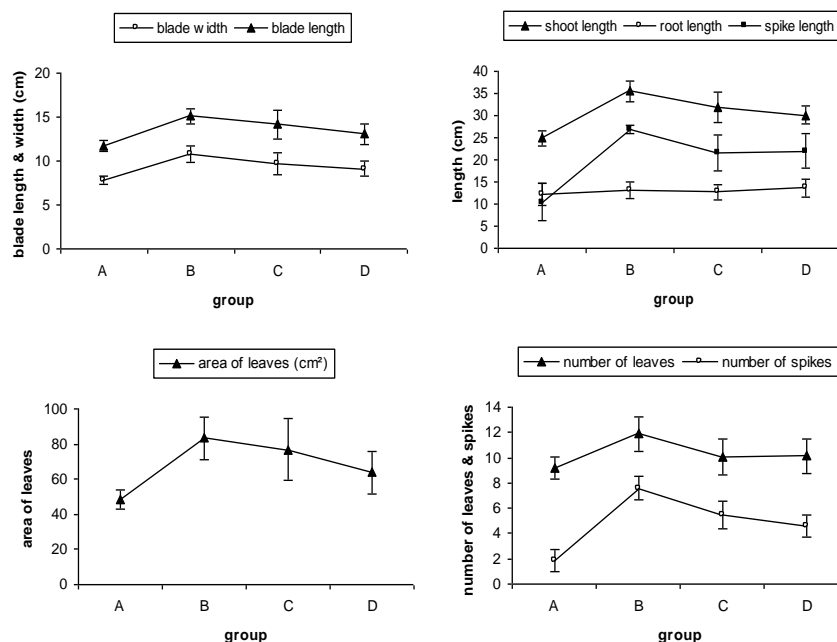 blade width blade length
blade length & width (cm)
20
15
10
5
0
A B C D
group
shoot length root length spike length
length (cm)
40
35
30
25
20
15
10
5
0
A B C D
group
area of leaves (cm²)
area of leaves
100
80
60
40
20
0
A B C D
group
number of leaves number of spikes
number of leaves & spikes
14
12
10
8
6
4
2
0
A B C D
group